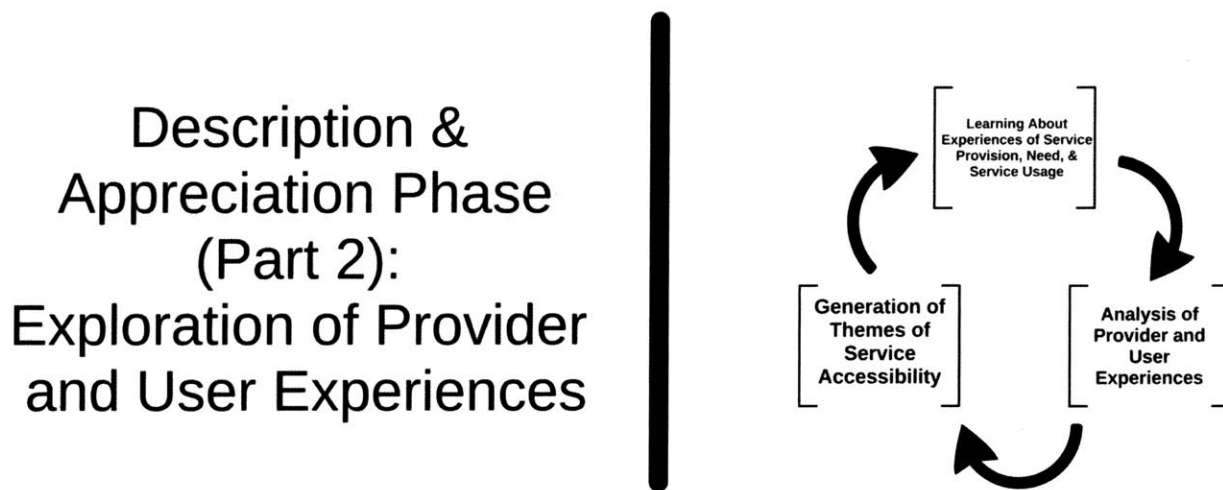 Description &
Appreciation Phase
(Part 2):
Exploration of Provider
and User Experiences
Learning About
Experiences of Service
Provision, Need, &
Service Usage
Analysis of
Provider and
User
Experiences
Generation of
Themes of
Service
Accessibility